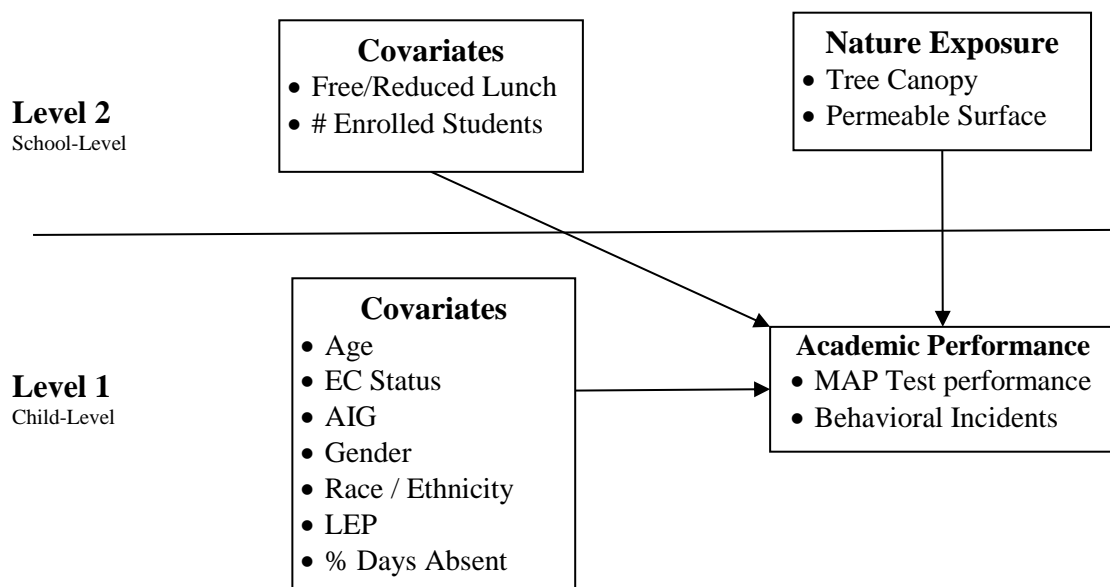 Level 2
School-Level
Covariates
• Free/Reduced Lunch
• # Enrolled Students
Nature Exposure
• Tree Canopy
• Permeable Surface
Level 1
Child-Level
Covariates
• Age
• EC Status
• AIG
• Gender
• Race / Ethnicity
• LEP
• % Days Absent
Academic Performance
• MAP Test performance
• Behavioral Incidents